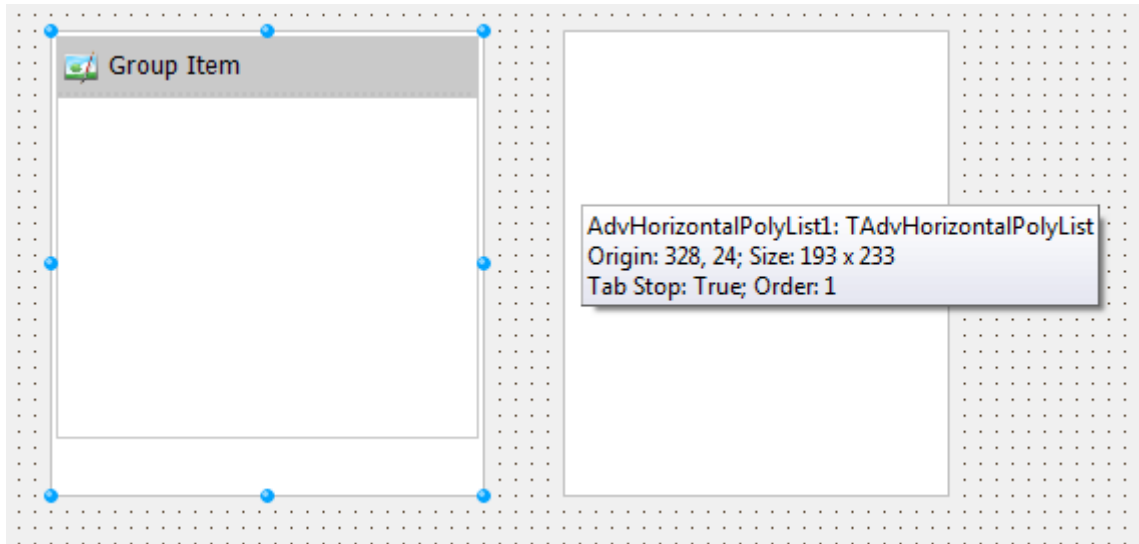 Group Item
AdvHorizontalPolyList1: TAdvHorizontalPolyList
Origin: 328, 24; Size: 193 x 233
Tab Stop: True; Order: 1